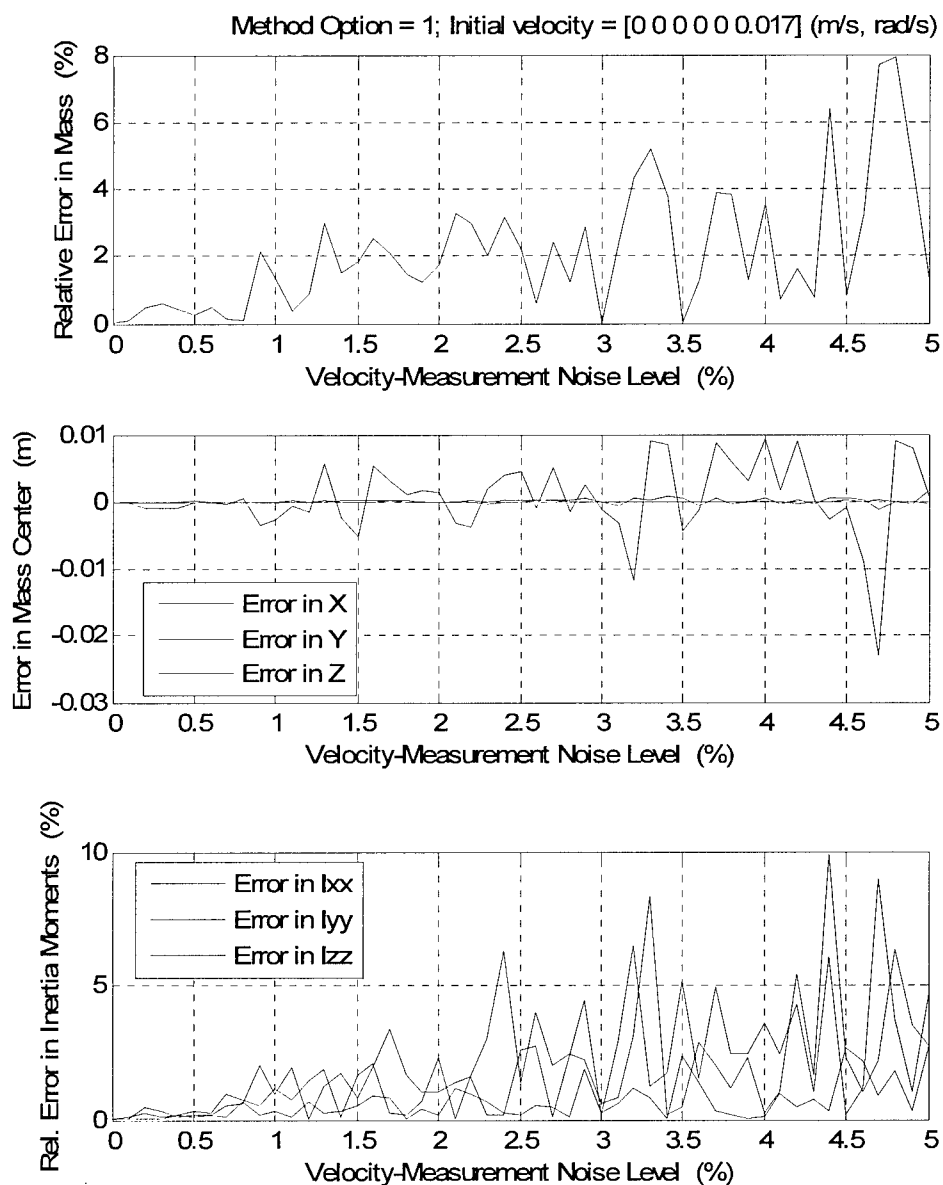 Method Option = 1; Initial velocity = [0 0 0 0 0 0.017] (m/s, rad/s)
Relative Error in Mass (%)
8
6
4
2
0
0 0.5 1 1.5 2 2.5 3 3.5 4 4.5 5
Velocity-Measurement Noise Level (%)
Error in Mass Center (m)
0.01
0
-0.01
-0.02
-0.03
Error in X
Error in Y
Error in Z
0 0.5 1 1.5 2 2.5 3 3.5 4 4.5 5
Velocity-Measurement Noise Level (%)
Rel. Error in Inertia Moments (%)
10
5
0
Error in Ixx
Error in Iyy
Error in Izz
0 0.5 1 1.5 2 2.5 3 3.5 4 4.5 5
Velocity-Measurement Noise Level (%)